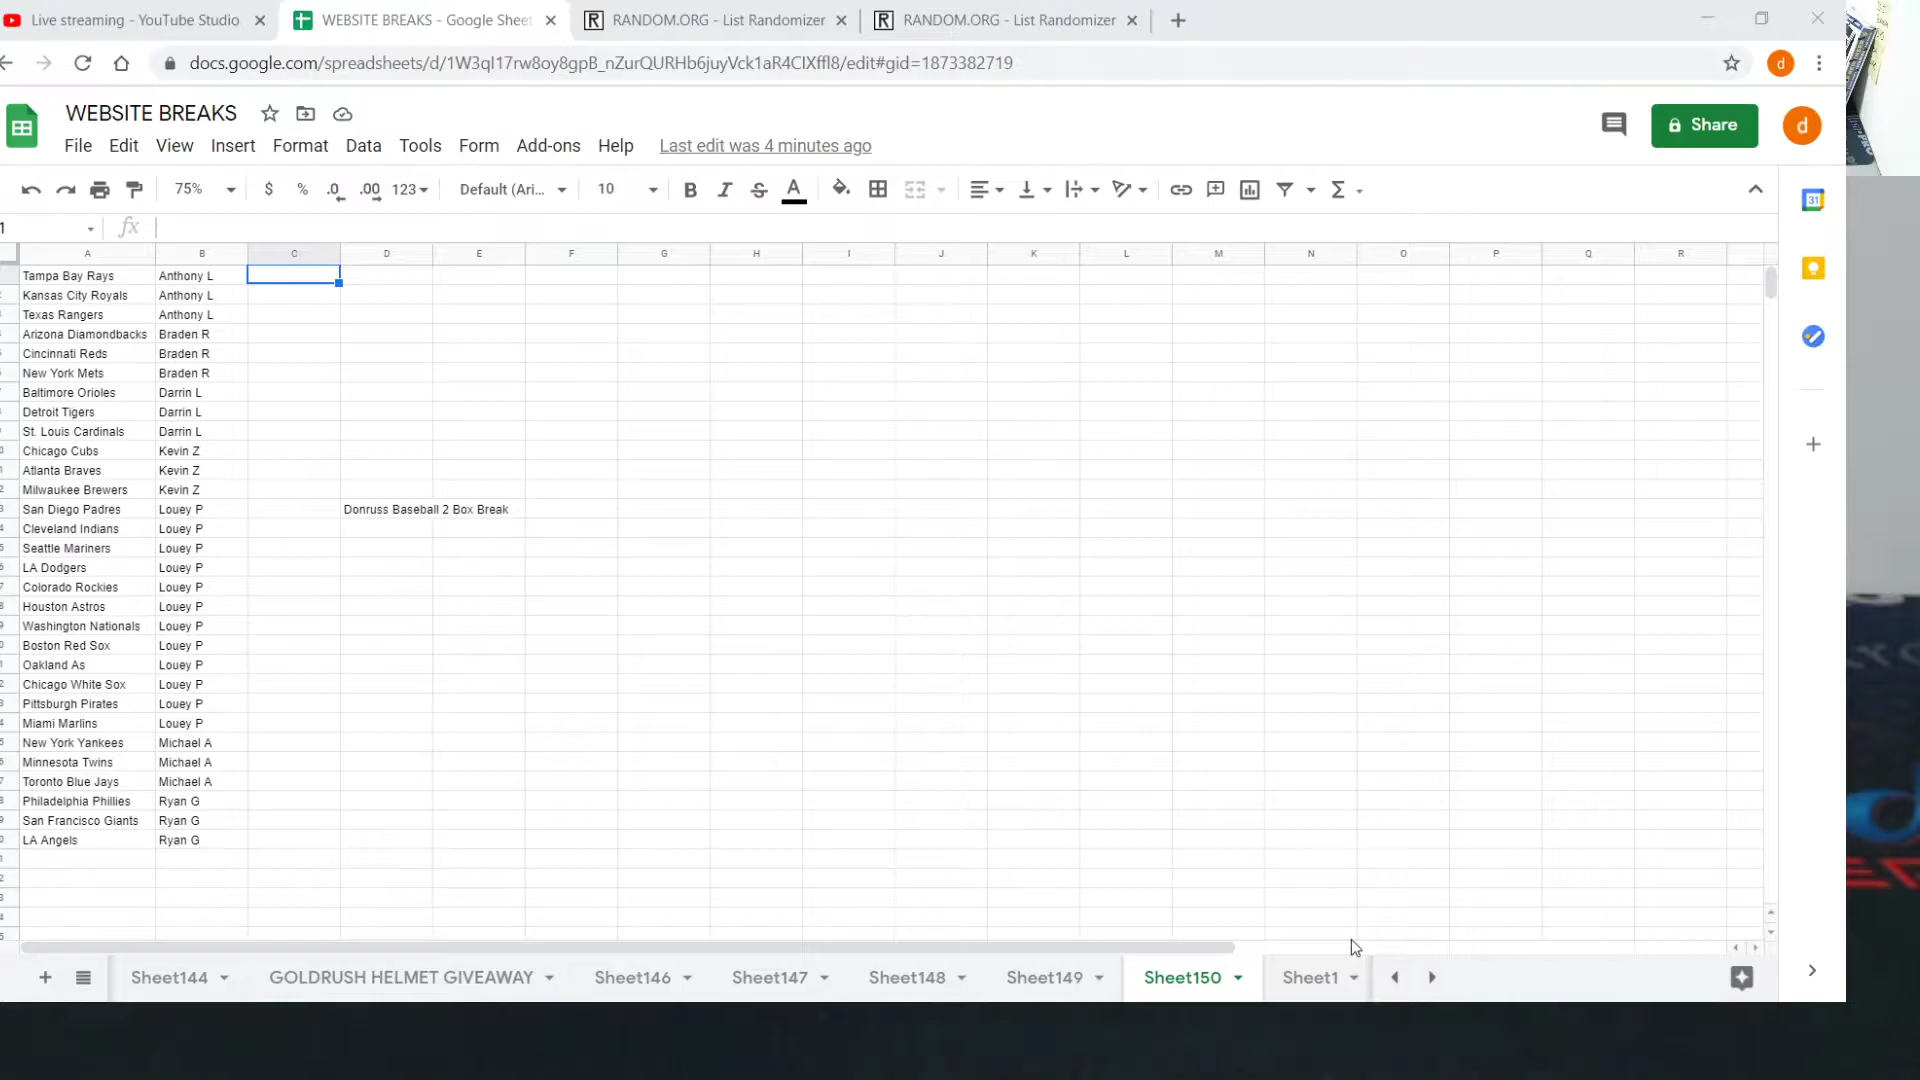 Live streaming - YouTube Studio
WEBSITE BREAKS - Google Sheet
RANDOM.ORG - List Randomizer
RANDOM.ORG - List Randomizer
docs.google.com/spreadsheets/d/1W3qI17rw8oy8gpB_nZurQURHb6juyVck1aR4CIXffl8/edit#gid=1873382719
d
WEBSITE BREAKS
Share
d
File Edit View Insert Format Data Tools Form Add-ons Help Last edit was 4 minutes ago
75% $ % .0 .00 123 Default (Ari... 10 B I S A
31
1 fx
A B C D E F G H I J K L M N O P Q R
Tampa Bay Rays Anthony L
Kansas City Royals Anthony L
Texas Rangers Anthony L
Arizona Diamondbacks Braden R
Cincinnati Reds Braden R
New York Mets Braden R
Baltimore Orioles Darrin L
Detroit Tigers Darrin L
St. Louis Cardinals Darrin L
Chicago Cubs Kevin Z
Atlanta Braves Kevin Z
Milwaukee Brewers Kevin Z
San Diego Padres Louey P Donruss Baseball 2 Box Break
Cleveland Indians Louey P
Seattle Mariners Louey P
LA Dodgers Louey P
Colorado Rockies Louey P
Houston Astros Louey P
Washington Nationals Louey P
Boston Red Sox Louey P
Oakland As Louey P
Chicago White Sox Louey P
Pittsburgh Pirates Louey P
Miami Marlins Louey P
New York Yankees Michael A
Minnesota Twins Michael A
Toronto Blue Jays Michael A
Philadelphia Phillies Ryan G
San Francisco Giants Ryan G
LA Angels Ryan G
Sheet144 GOLDRUSH HELMET GIVEAWAY Sheet146 Sheet147 Sheet148 Sheet149 Sheet150 Sheet1